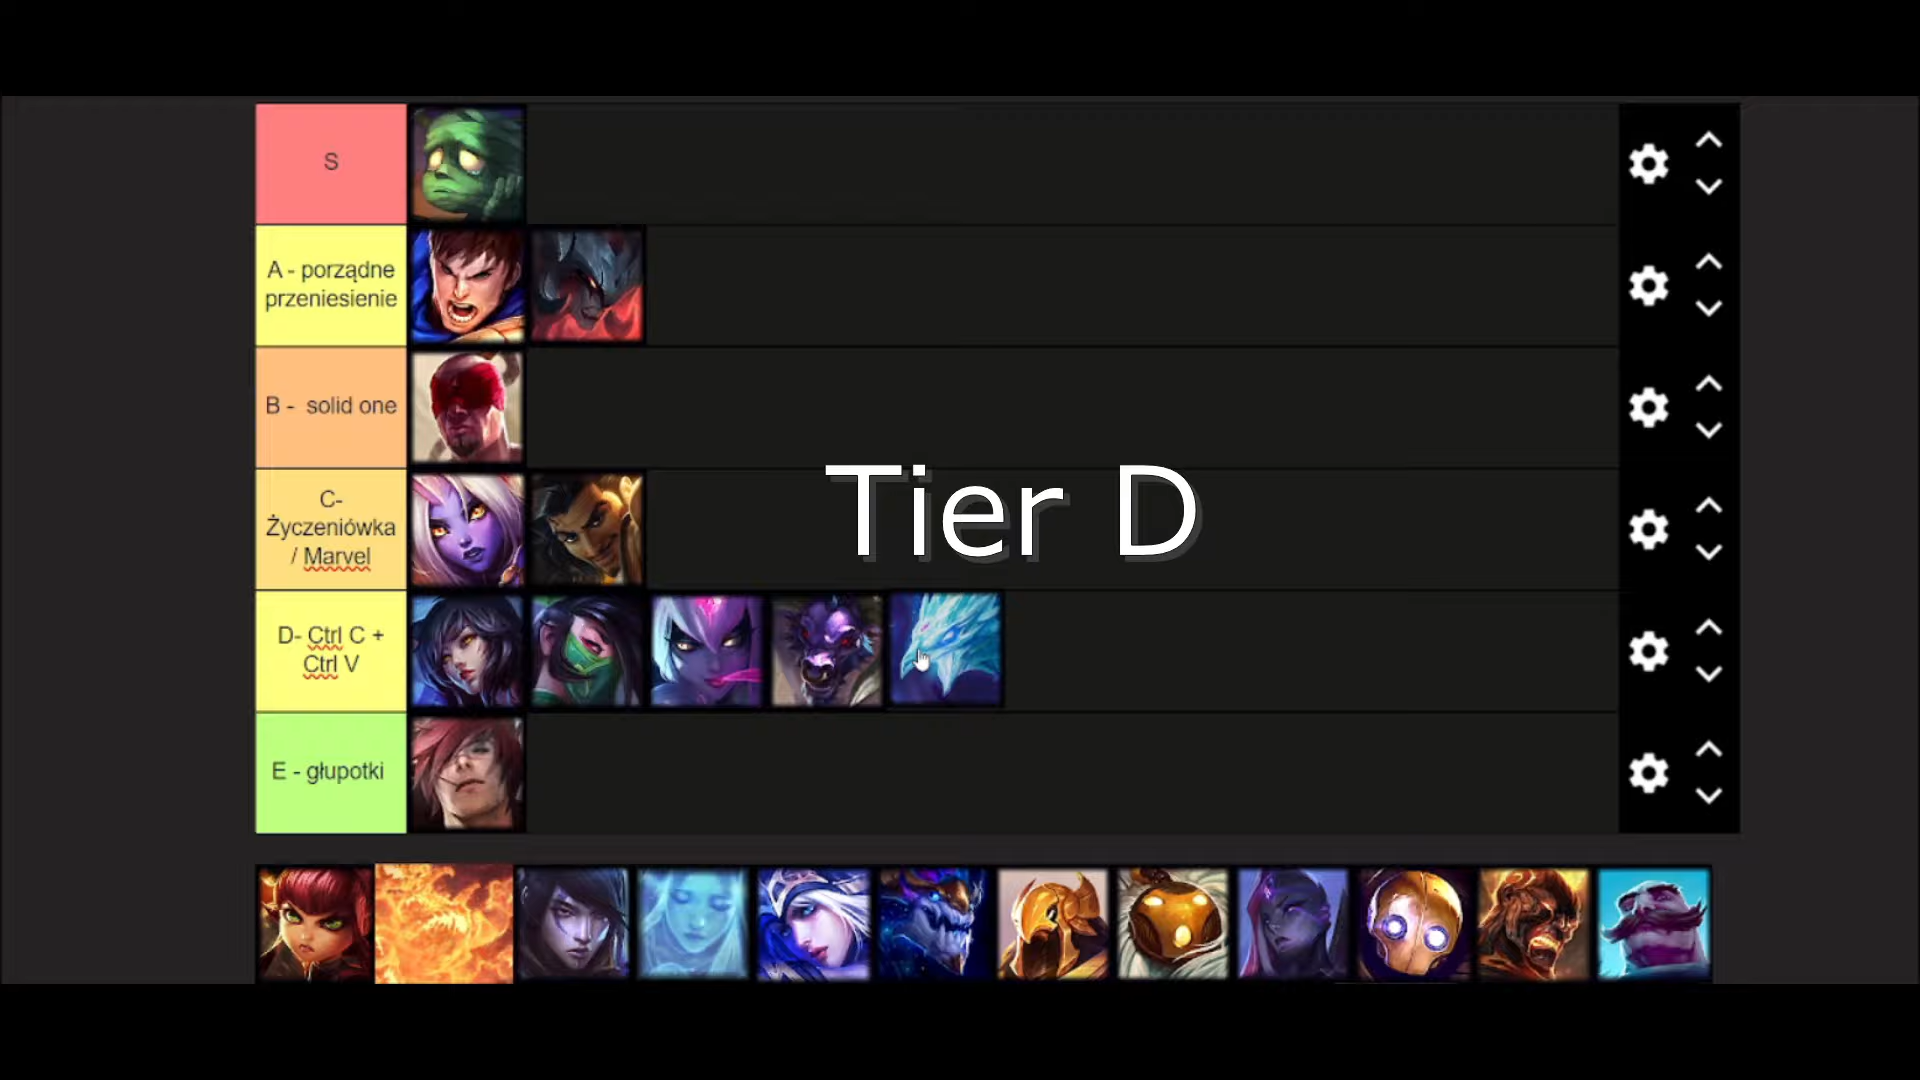 S
A - porządne
przeniesienie
B - solid one
C-
Życzeniówka
/ Marvel
Tier D
D- Ctrl C +
Ctrl V
E - głupotki